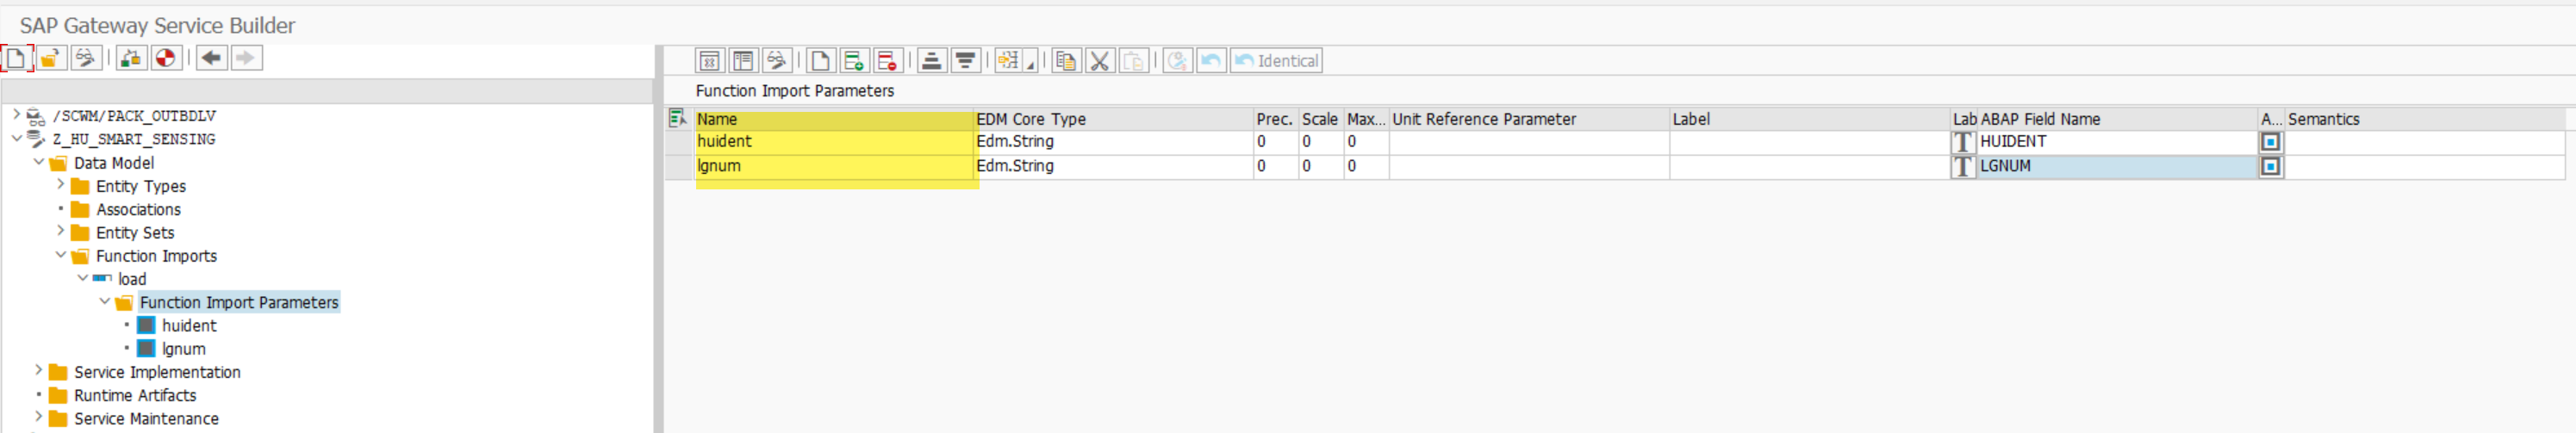 SAP Gateway Service Builder
Identical
Function Import Parameters
/SCWM/PACK_OUTBDLV
Z_HU_SMART_SENSING
Data Model
Entity Types
Associations
Entity Sets
Function Imports
load
Function Import Parameters
huident
lgnum
Service Implementation
Runtime Artifacts
Service Maintenance
Name EDM Core Type Prec. Scale Max... Unit Reference Parameter Label Lab ABAP Field Name A... Semantics
huident Edm.String 0 0 0 T HUIDENT
lgnum Edm.String 0 0 0 T LGNUM